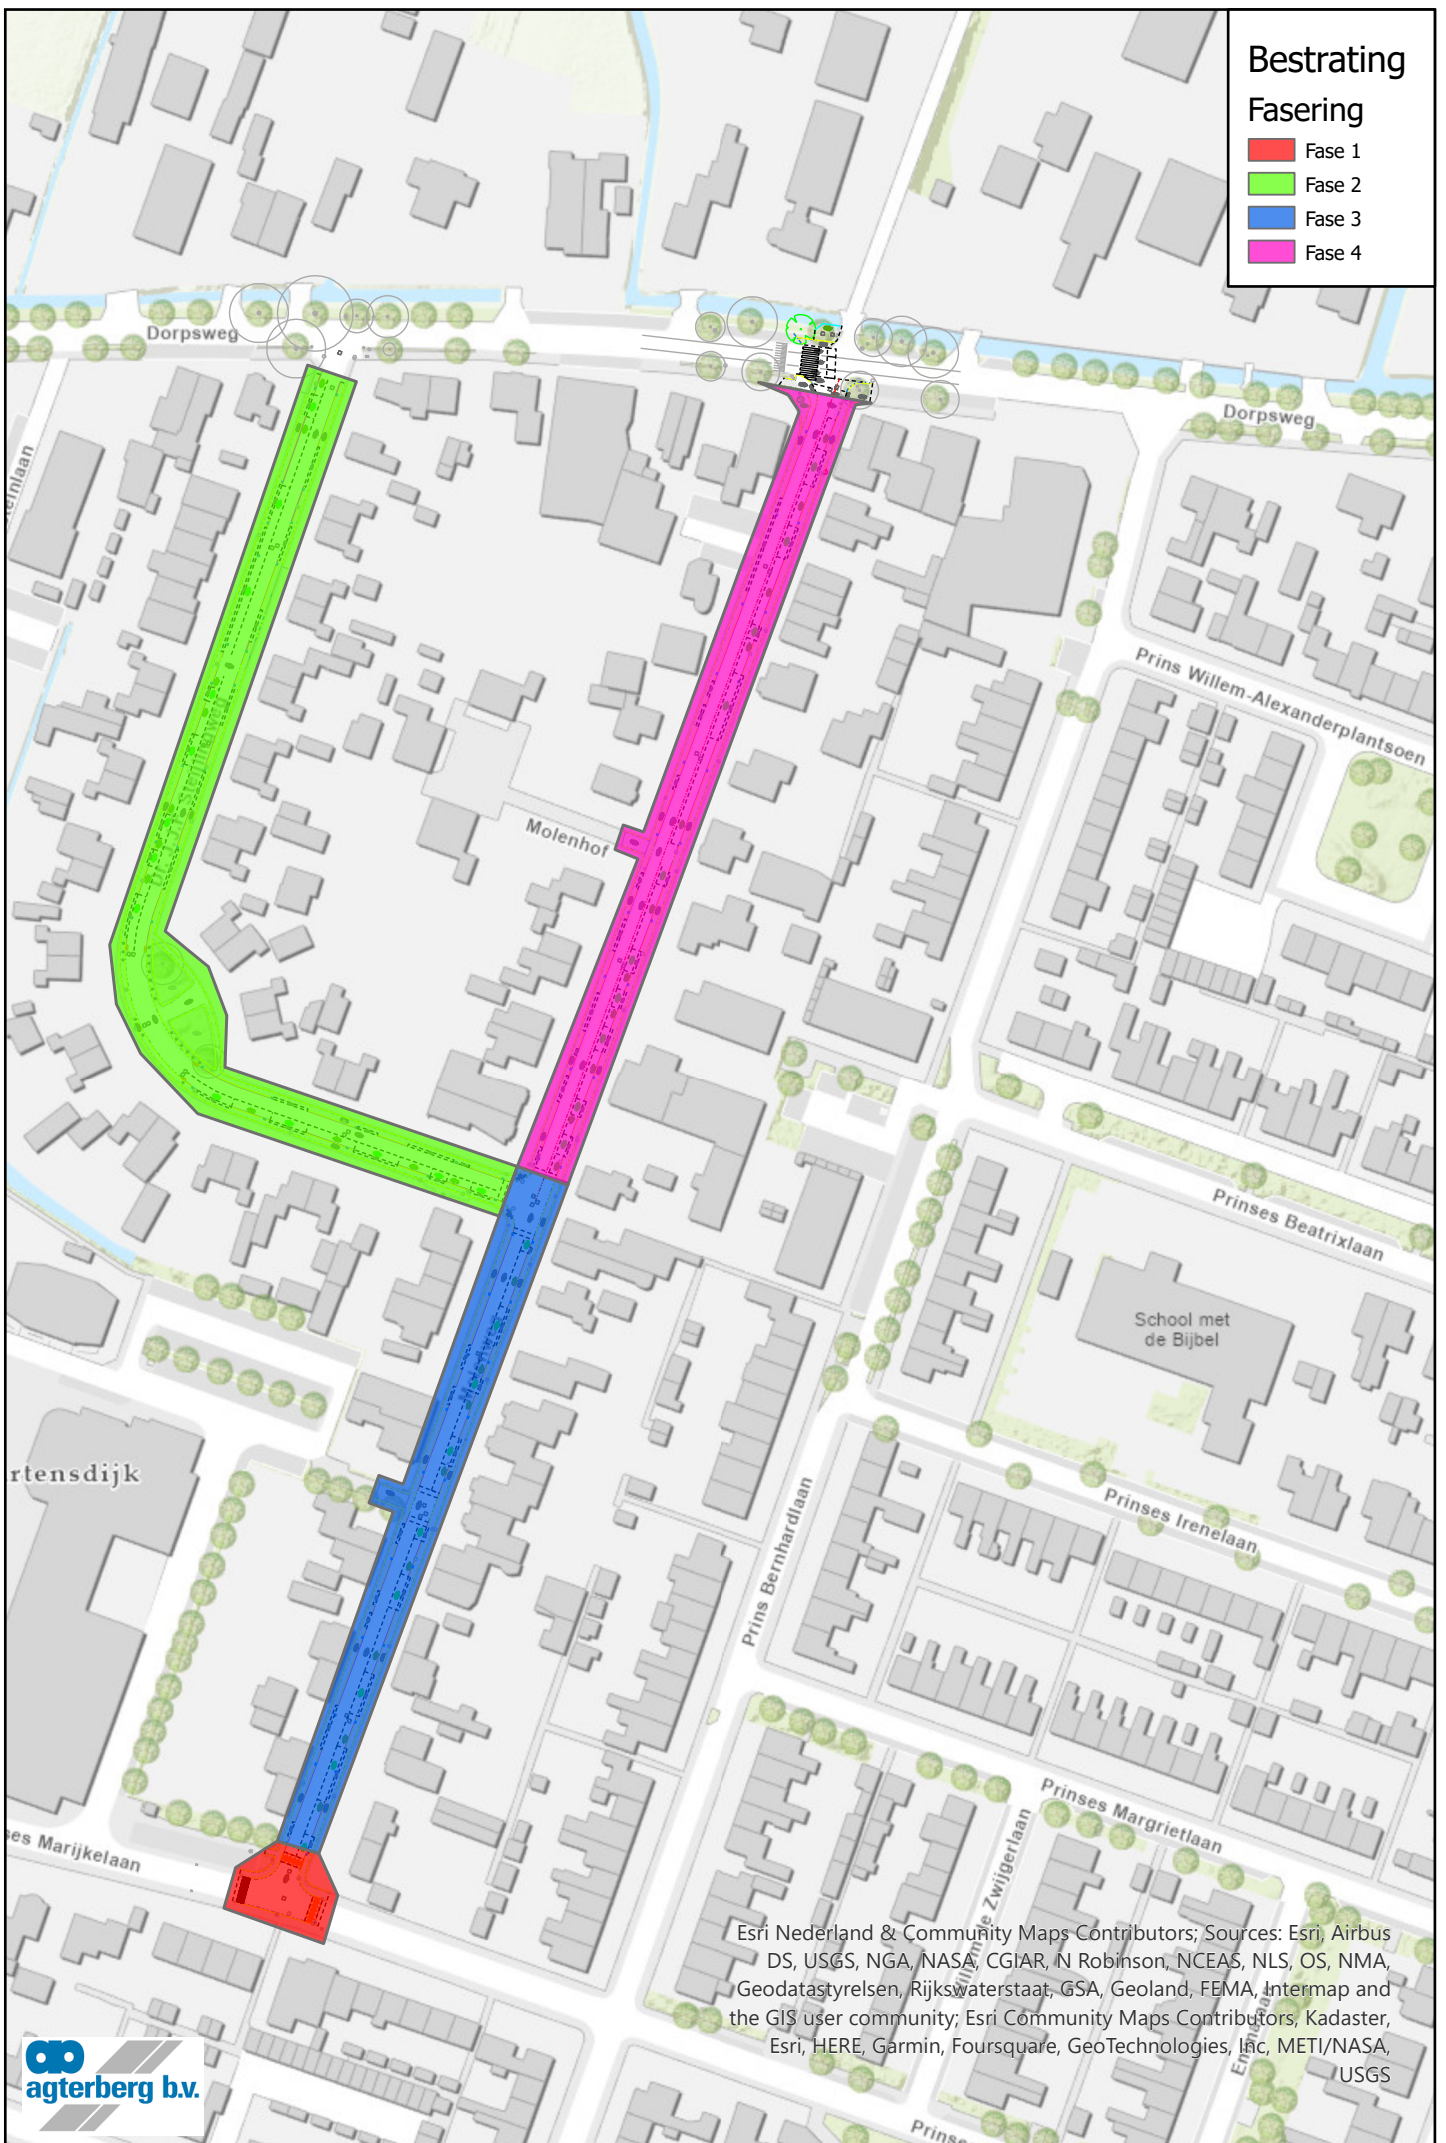 Bestrating
Fasering
Fase 1
Fase 2
Fase 3
Fase 4
Dorpsweg
Dorpsweg
Prins Willem-Alexanderplantsoen
Molenhof
Prinses Beatrixlaan
School met
de Bijbel
rtensdijk
Prinses Irenelaan
Prins Bernhardlaan
Prinses Margrietlaan
ses Marijkelaan
Esri Nederland & Community Maps Contributors; Sources: Esri, Airbus
DS, USGS, NGA, NASA, CGIAR, N Robinson, NCEAS, NLS, OS, NMA,
Geodatastyrelsen, Rijkswaterstaat, GSA, Geoland, FEMA, Intermap and
the GIS user community; Esri Community Maps Contributors, Kadaster,
Esri, HERE, Garmin, Foursquare, GeoTechnologies, Inc, METI/NASA,
USGS
agterberg b.v.
Prinse